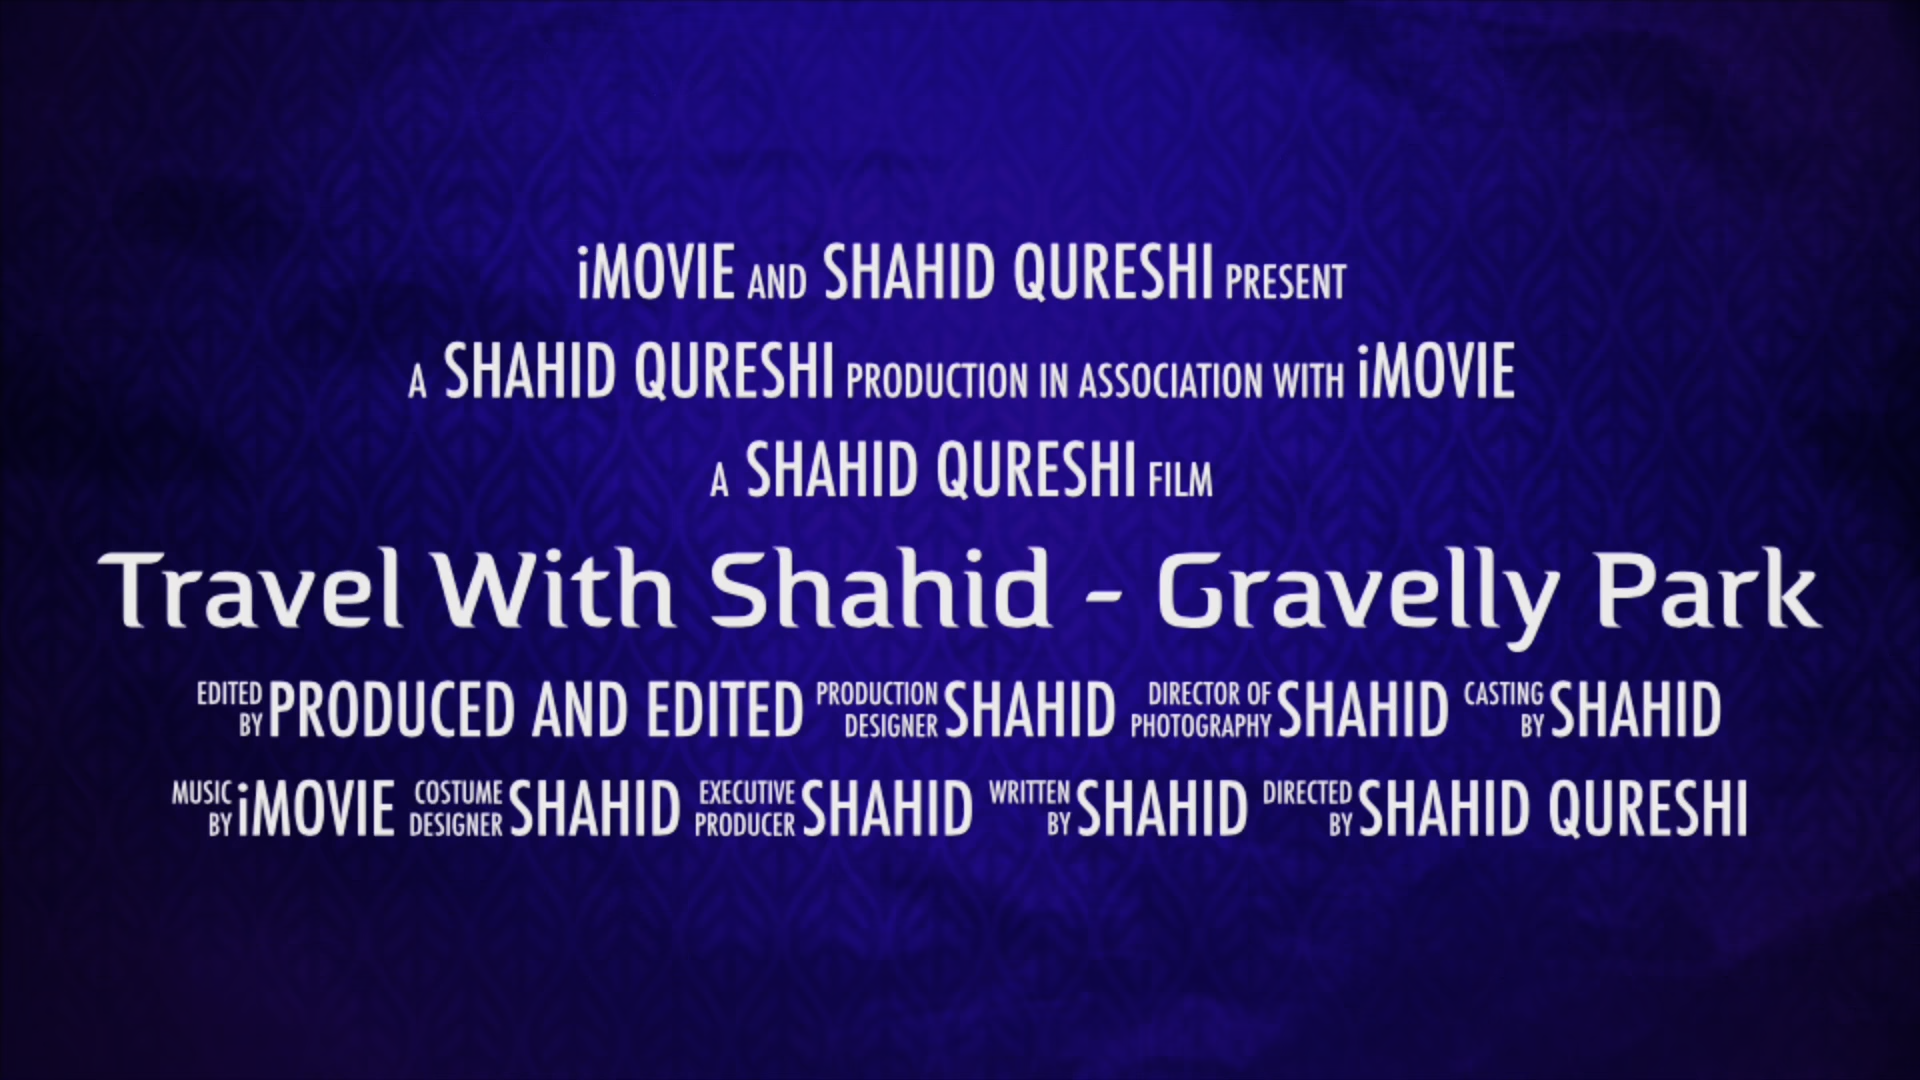 iMOVIE AND SHAHID QURESHI PRESENT
A SHAHID QURESHI PRODUCTION IN ASSOCIATION WITH iMOVIE
A SHAHID QURESHI FILM
Travel With Shahid - Gravelly Park
EDITED BY PRODUCED AND EDITED PRODUCTION DESIGNER SHAHID DIRECTOR OF PHOTOGRAPHY SHAHID CASTING BY SHAHID
MUSIC BY iMOVIE COSTUME DESIGNER SHAHID EXECUTIVE PRODUCER SHAHID WRITTEN BY SHAHID DIRECTED BY SHAHID QURESHI